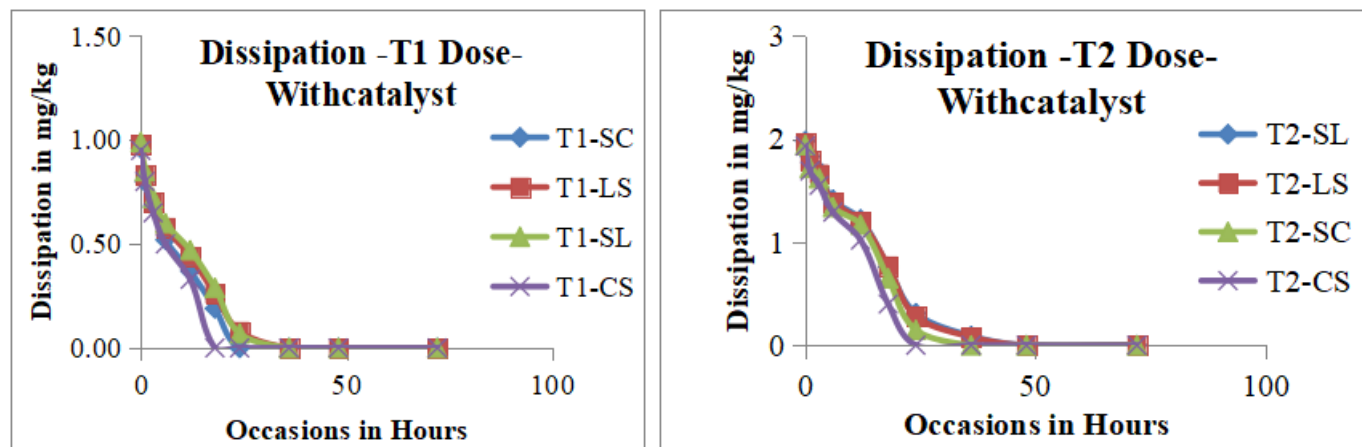 Dissipation -T1 Dose-
Withcatalyst
Dissipation in mg/kg
1.50
1.00
0.50
0.00
0
50
100
Occasions in Hours
T1-SC
T1-LS
T1-SL
T1-CS
Dissipation -T2 Dose-
Withcatalyst
Dissipation in mg/kg
3
2
1
0
0
50
100
Occasions in Hours
T2-SL
T2-LS
T2-SC
T2-CS